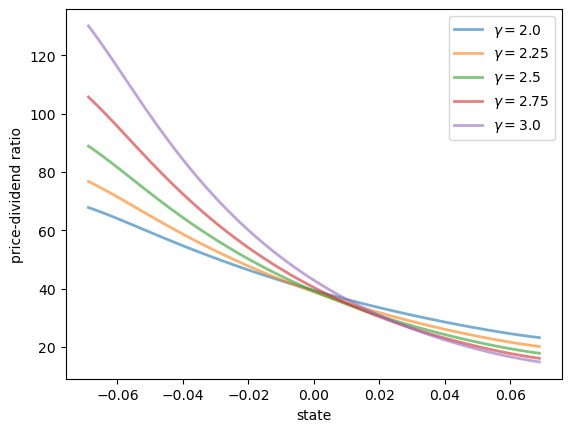 120
100
80
60
40
20
price-dividend ratio
γ = 2.0
γ = 2.25
γ = 2.5
γ = 2.75
γ = 3.0
−0.06 −0.04 −0.02 0.00 0.02 0.04 0.06
state